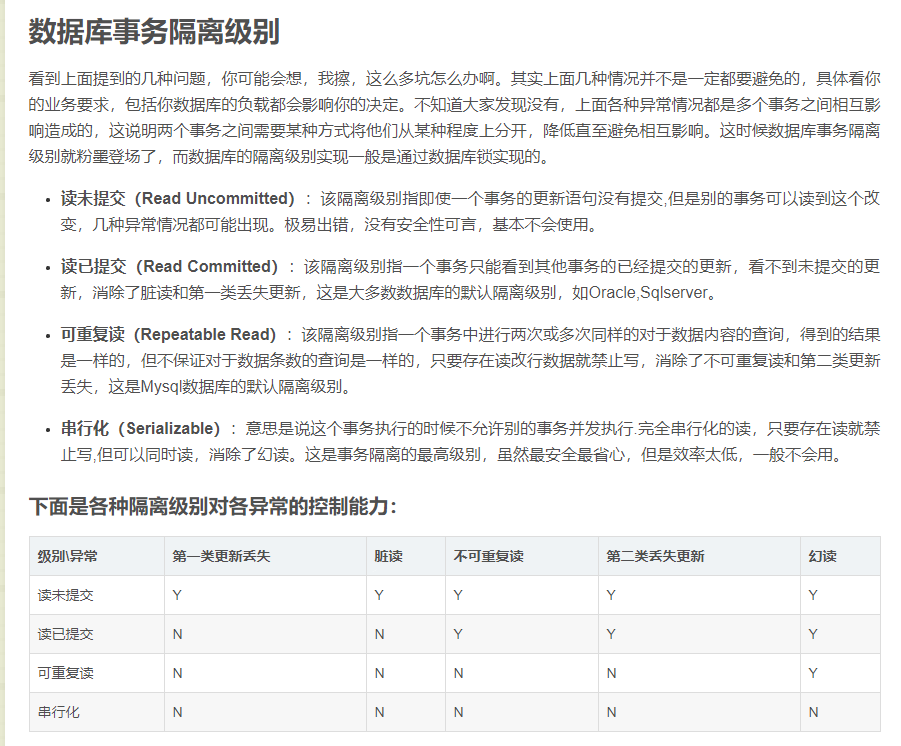 数据库事务隔离级别
看到上面提到的几种问题，你可能会想，我擦，这么多坑怎么办啊。其实上面几种情况并不是一定都要避免的，具体看你
的业务要求，包括你数据库的负载都会影响你的决定。不知道大家发现没有，上面各种异常情况都是多个事务之间相互影
响造成的，这说明两个事务之间需要某种方式将他们从某种程度上分开，降低直至避免相互影响。这时候数据库事务隔离
级别就粉墨登场了，而数据库的隔离级别实现一般是通过数据库锁实现的。
• 读未提交（Read Uncommitted）：该隔离级别指即使一个事务的更新语句没有提交,但是别的事务可以读到这个改
变，几种异常情况都可能出现。极易出错，没有安全性可言，基本不会使用。
• 读已提交（Read Committed）：该隔离级别指一个事务只能看到其他事务的已经提交的更新，看不到未提交的更
新，消除了脏读和第一类丢失更新，这是大多数数据库的默认隔离级别，如Oracle,Sqlserver。
• 可重复读（Repeatable Read）：该隔离级别指一个事务中进行两次或多次同样的对于数据内容的查询，得到的结果
是一样的，但不保证对于数据条数的查询是一样的，只要存在读改行数据就禁止写，消除了不可重复读和第二类更新
丢失，这是Mysql数据库的默认隔离级别。
• 串行化（Serializable）：意思是说这个事务执行的时候不允许别的事务并发执行.完全串行化的读，只要存在读就禁
止写,但可以同时读，消除了幻读。这是事务隔离的最高级别，虽然最安全最省心，但是效率太低，一般不会用。
下面是各种隔离级别对各异常的控制能力：
级别\异常 第一类更新丢失 脏读 不可重复读 第二类丢失更新 幻读
读未提交 Y Y Y Y Y
读已提交 N N Y Y Y
可重复读 N N N N Y
串行化 N N N N N